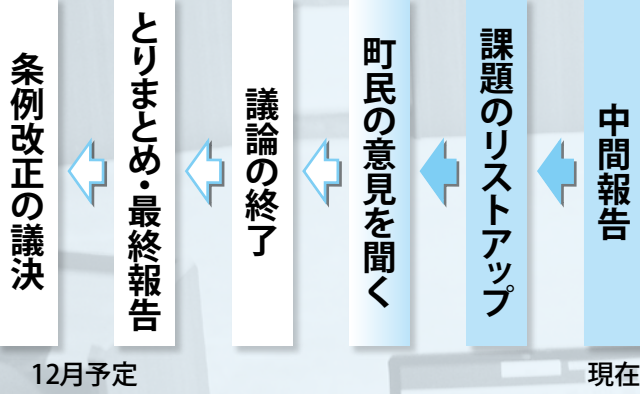 中間報告
課題のリストアップ
町民の意見を聞く
議論の終了
とりまとめ・最終報告
条例改正の議決
現在
12月予定